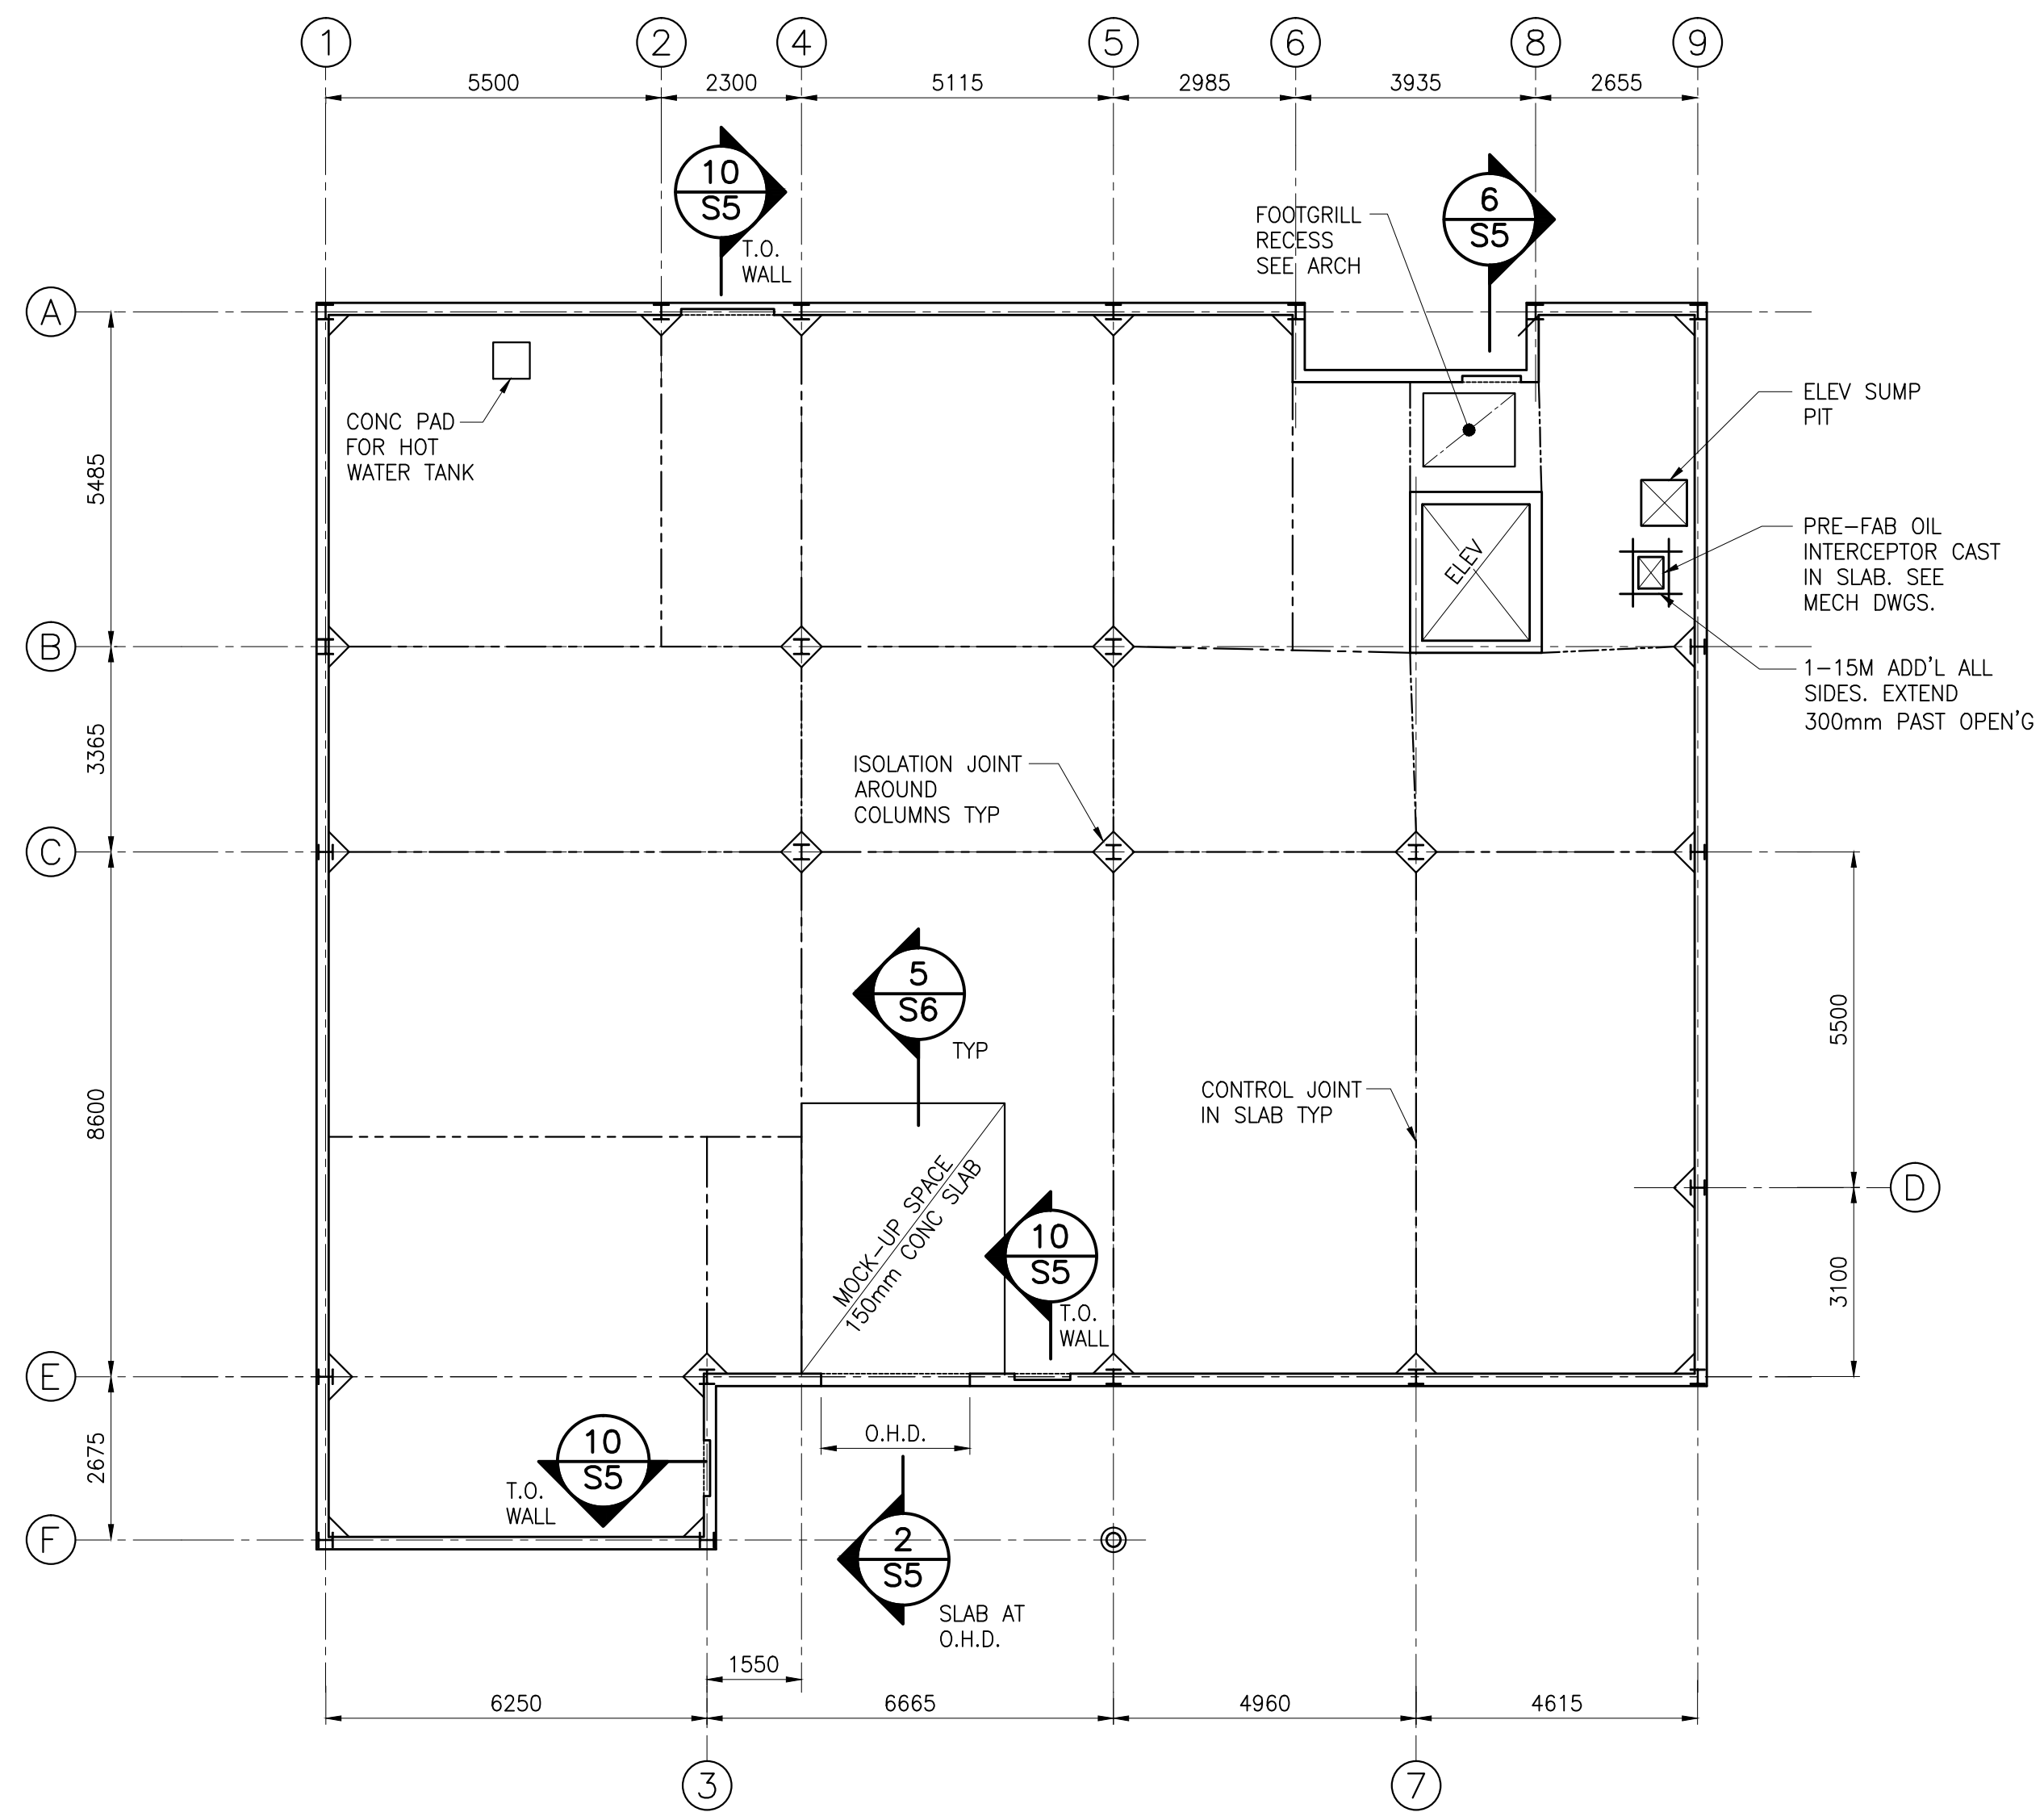 1 2 4 5 6 8 9
5500 2300 5115 2985 3935 2655
10
S5
T.O.
WALL
6
S5
FOOTGRILL
RECESS
SEE ARCH
A
CONC PAD
FOR HOT
WATER TANK
ELEV SUMP
PIT
5485
ELEV
PRE-FAB OIL
INTERCEPTOR CAST
IN SLAB. SEE
MECH DWGS.
B
1-15M ADD'L ALL
SIDES. EXTEND
300mm PAST OPEN'G
3365
ISOLATION JOINT
AROUND
COLUMNS TYP
C
5
S6
TYP
5500
8600
CONTROL JOINT
IN SLAB TYP
D
MOCK-UP SPACE
150mm CONC SLAB
10
S5
T.O.
WALL
3100
E
2675
10
S5
T.O.
WALL
O.H.D.
F
2
S5
SLAB AT
O.H.D.
1550
6250 6665 4960 4615
3 7